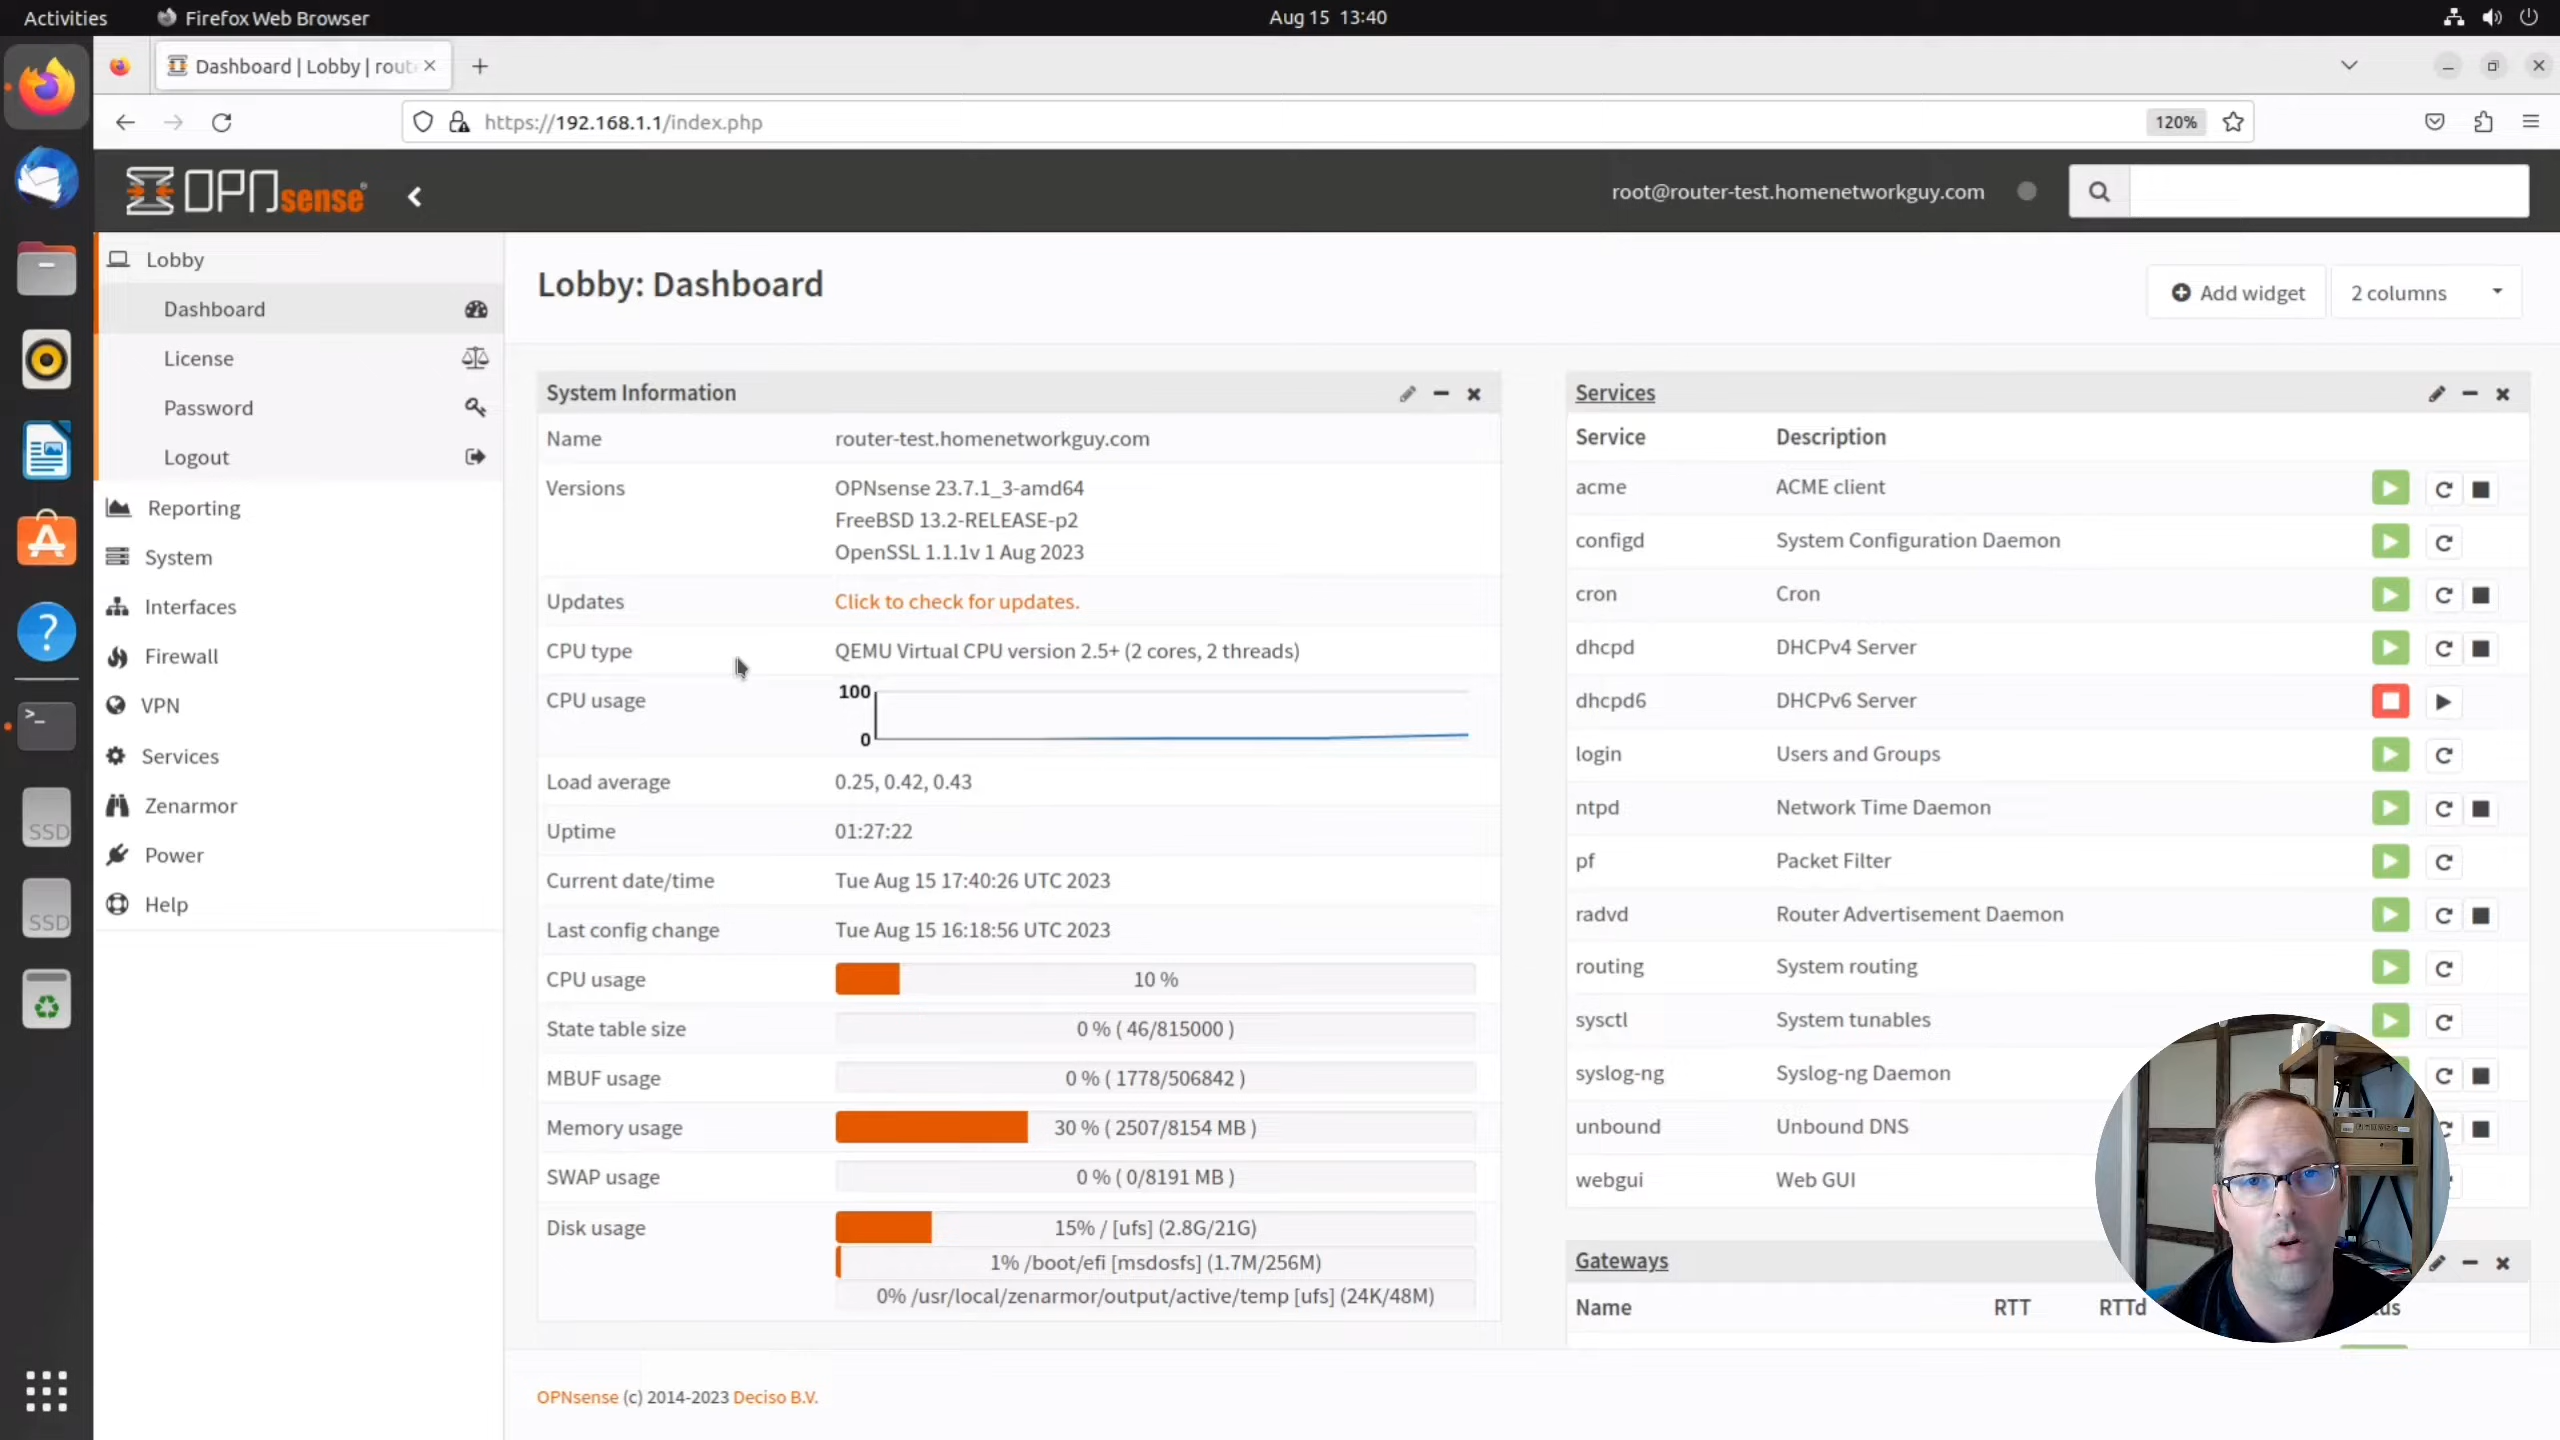 Activities
Firefox Web Browser
Aug 15 13:40
Dashboard | Lobby | rout
https://192.168.1.1/index.php
120%
OPNsense
root@router-test.homenetworkguy.com
Lobby
Dashboard
License
Password
Logout
Reporting
System
Interfaces
Firewall
VPN
Services
Zenarmor
Power
Help
SSD
SSD
Lobby: Dashboard
Add widget
2 columns
System Information
Name router-test.homenetworkguy.com
Versions OPNsense 23.7.1_3-amd64
FreeBSD 13.2-RELEASE-p2
OpenSSL 1.1.1v 1 Aug 2023
Updates Click to check for updates.
CPU type QEMU Virtual CPU version 2.5+ (2 cores, 2 threads)
CPU usage 100
0
Load average 0.25, 0.42, 0.43
Uptime 01:27:22
Current date/time Tue Aug 15 17:40:26 UTC 2023
Last config change Tue Aug 15 16:18:56 UTC 2023
CPU usage 10 %
State table size 0 % ( 46/815000 )
MBUF usage 0 % ( 1778/506842 )
Memory usage 30 % ( 2507/8154 MB )
SWAP usage 0 % ( 0/8191 MB )
Disk usage 15% / [ufs] (2.8G/21G)
1% /boot/efi [msdosfs] (1.7M/256M)
0% /usr/local/zenarmor/output/active/temp [ufs] (24K/48M)
Services
Service Description
acme ACME client
configd System Configuration Daemon
cron Cron
dhcpd DHCPv4 Server
dhcpd6 DHCPv6 Server
login Users and Groups
ntpd Network Time Daemon
pf Packet Filter
radvd Router Advertisement Daemon
routing System routing
sysctl System tunables
syslog-ng Syslog-ng Daemon
unbound Unbound DNS
webgui Web GUI
Gateways
Name RTT RTTd
OPNsense (c) 2014-2023 Deciso B.V.